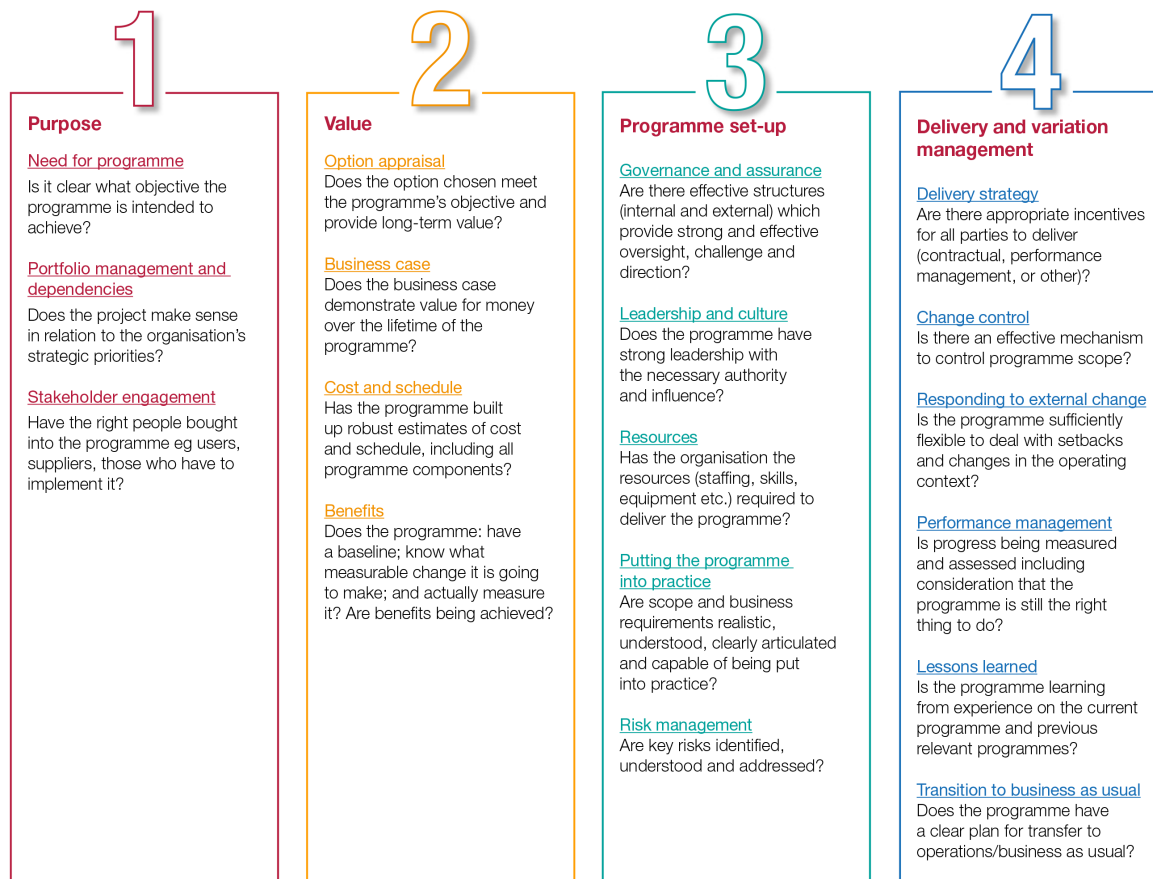 1
Purpose
Need for programme
Is it clear what objective the
programme is intended to
achieve?
Portfolio management and
dependencies
Does the project make sense
in relation to the organisation's
strategic priorities?
Stakeholder engagement
Have the right people bought
into the programme eg users,
suppliers, those who have to
implement it?
2
Value
Option appraisal
Does the option chosen meet
the programme's objective and
provide long-term value?
Business case
Does the business case
demonstrate value for money
over the lifetime of the
programme?
Cost and schedule
Has the programme built
up robust estimates of cost
and schedule, including all
programme components?
Benefits
Does the programme: have
a baseline; know what
measurable change it is going
to make; and actually measure
it? Are benefits being achieved?
3
Programme set-up
Governance and assurance
Are there effective structures
(internal and external) which
provide strong and effective
oversight, challenge and
direction?
Leadership and culture
Does the programme have
strong leadership with
the necessary authority
and influence?
Resources
Has the organisation the
resources (staffing, skills,
equipment etc.) required to
deliver the programme?
Putting the programme
into practice
Are scope and business
requirements realistic,
understood, clearly articulated
and capable of being put
into practice?
Risk management
Are key risks identified,
understood and addressed?
4
Delivery and variation
management
Delivery strategy
Are there appropriate incentives
for all parties to deliver
(contractual, performance
management, or other)?
Change control
Is there an effective mechanism
to control programme scope?
Responding to external change
Is the programme sufficiently
flexible to deal with setbacks
and changes in the operating
context?
Performance management
Is progress being measured
and assessed including
consideration that the
programme is still the right
thing to do?
Lessons learned
Is the programme learning
from experience on the current
programme and previous
relevant programmes?
Transition to business as usual
Does the programme have
a clear plan for transfer to
operations/business as usual?